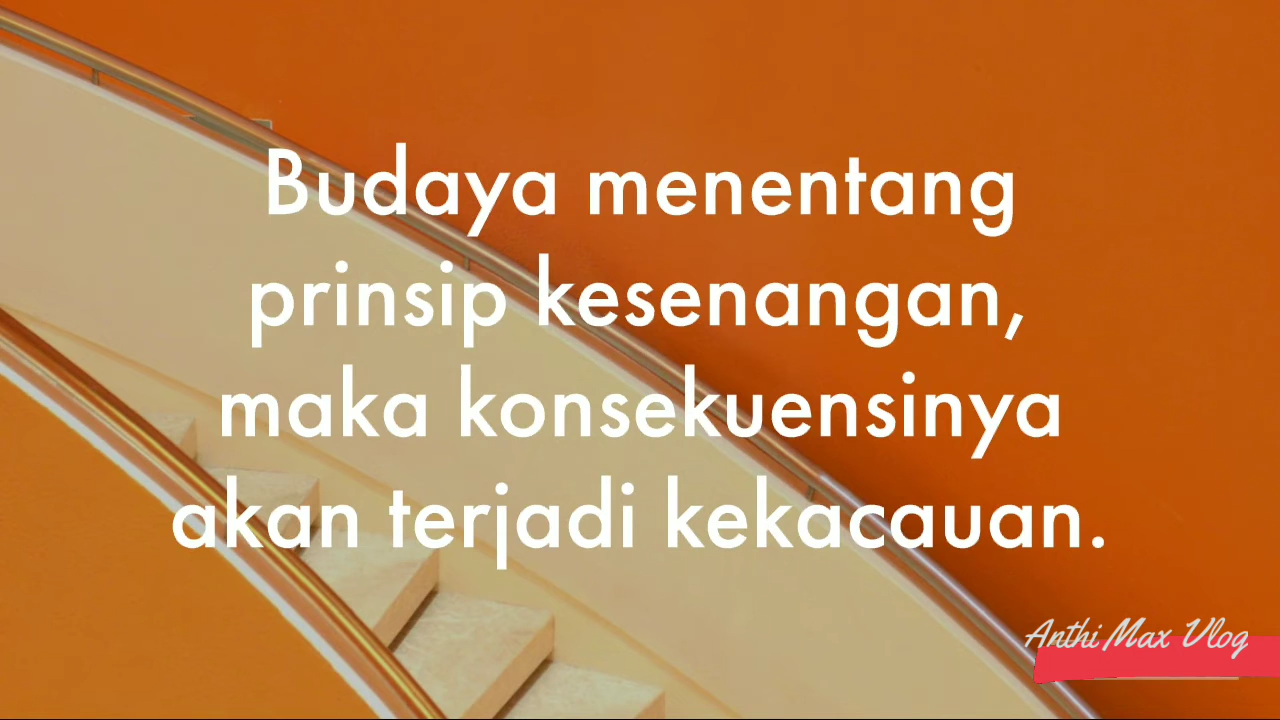 Budaya menentang
prinsip kesenangan,
maka konsekuensinya
akan terjadi kekacauan.
Anthi Max Vlog